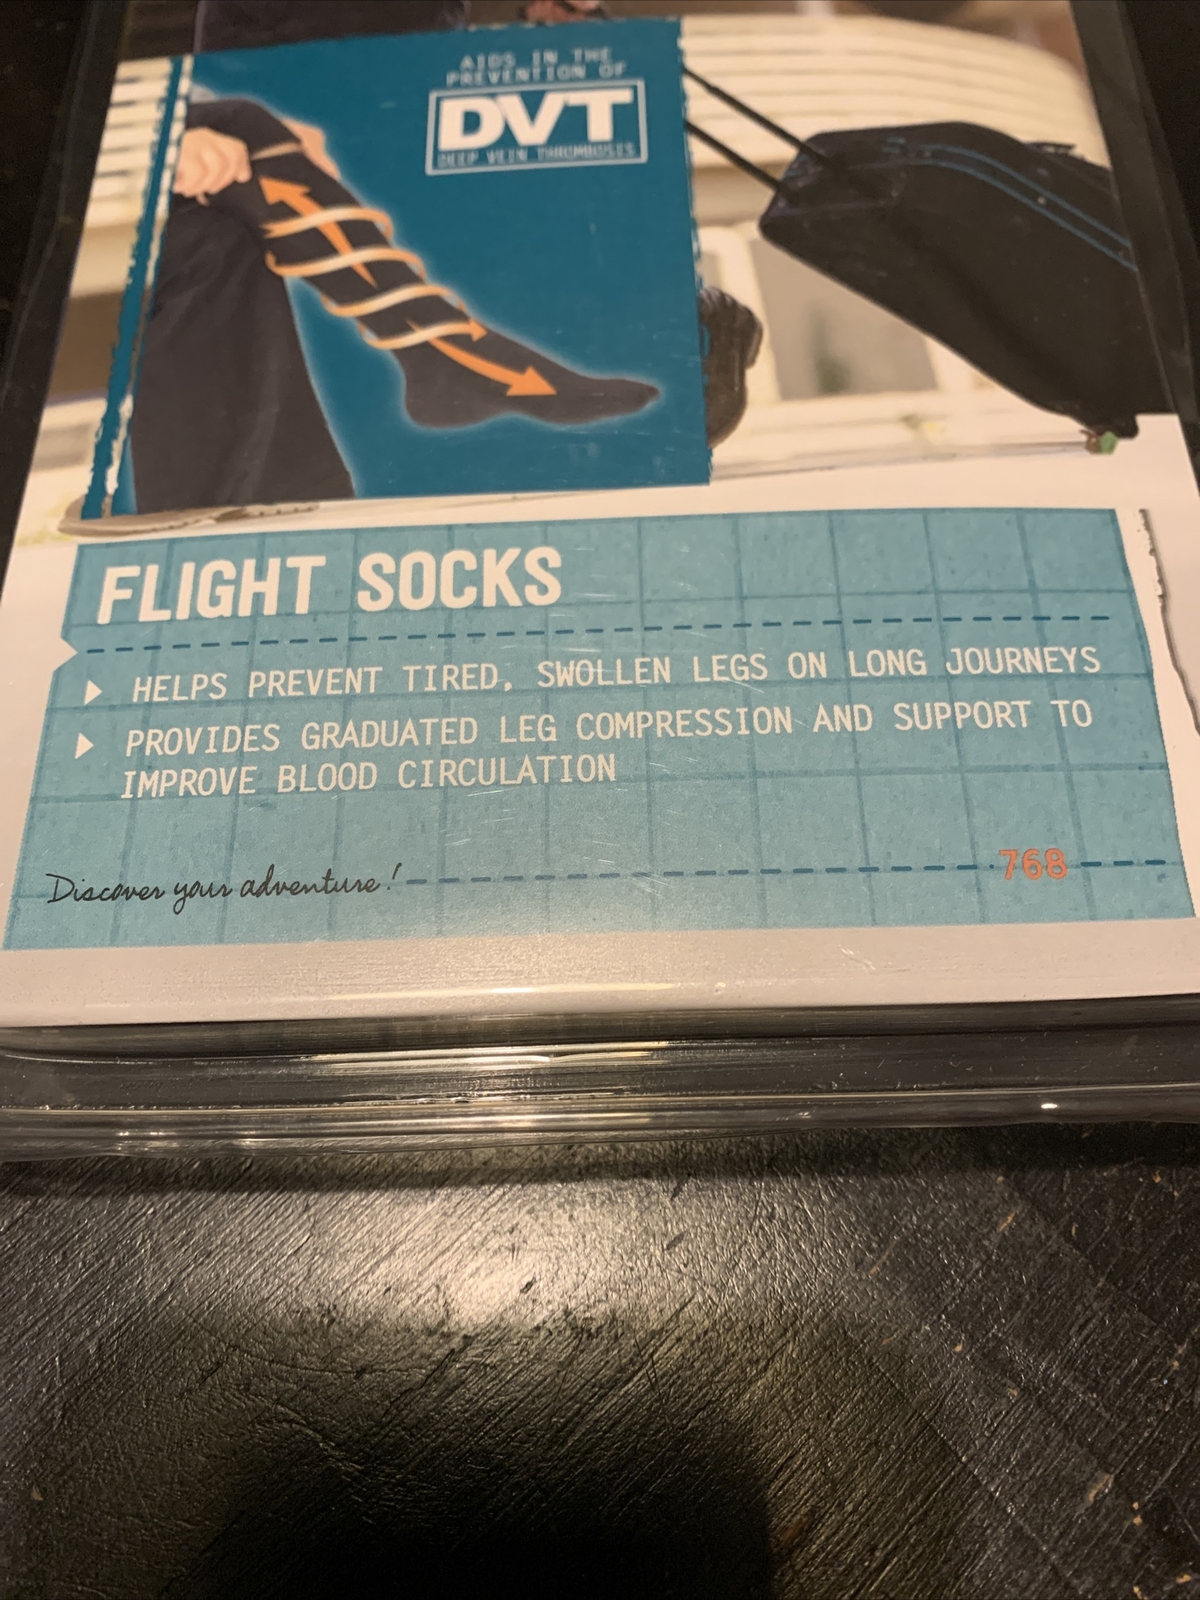 AIDS IN THE
PREVENTION OF
DVT
DEEP VEIN THROMBOSIS
FLIGHT SOCKS
HELPS PREVENT TIRED, SWOLLEN LEGS ON LONG JOURNEYS
PROVIDES GRADUATED LEG COMPRESSION AND SUPPORT TO
IMPROVE BLOOD CIRCULATION
Discover your adventure!
768